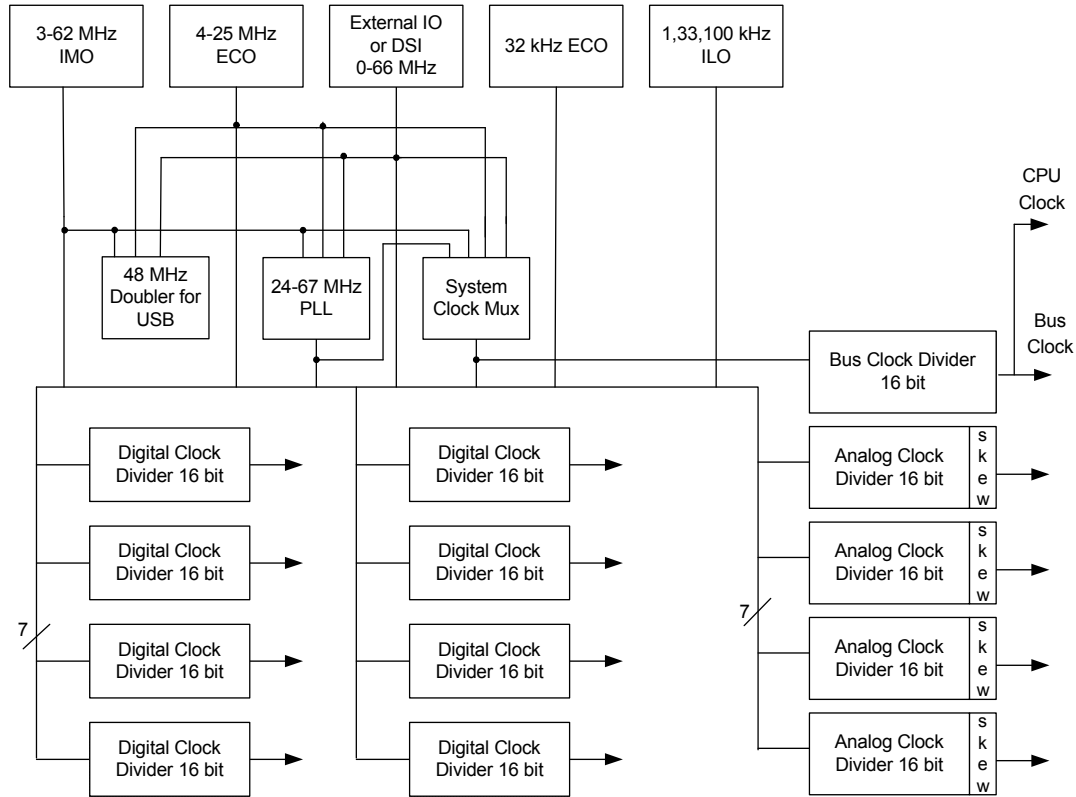 3-62 MHz
IMO
4-25 MHz
ECO
External IO
or DSI
0-66 MHz
32 kHz ECO
1,33,100 kHz
ILO
CPU
Clock
48 MHz
Doubler for
USB
24-67 MHz
PLL
System
Clock Mux
Bus
Clock
Bus Clock Divider
16 bit
Digital Clock
Divider 16 bit
Digital Clock
Divider 16 bit
Analog Clock
Divider 16 bit
s
k
e
w
Digital Clock
Divider 16 bit
Digital Clock
Divider 16 bit
Analog Clock
Divider 16 bit
s
k
e
w
7
7
Digital Clock
Divider 16 bit
Digital Clock
Divider 16 bit
Analog Clock
Divider 16 bit
s
k
e
w
Digital Clock
Divider 16 bit
Digital Clock
Divider 16 bit
Analog Clock
Divider 16 bit
s
k
e
w